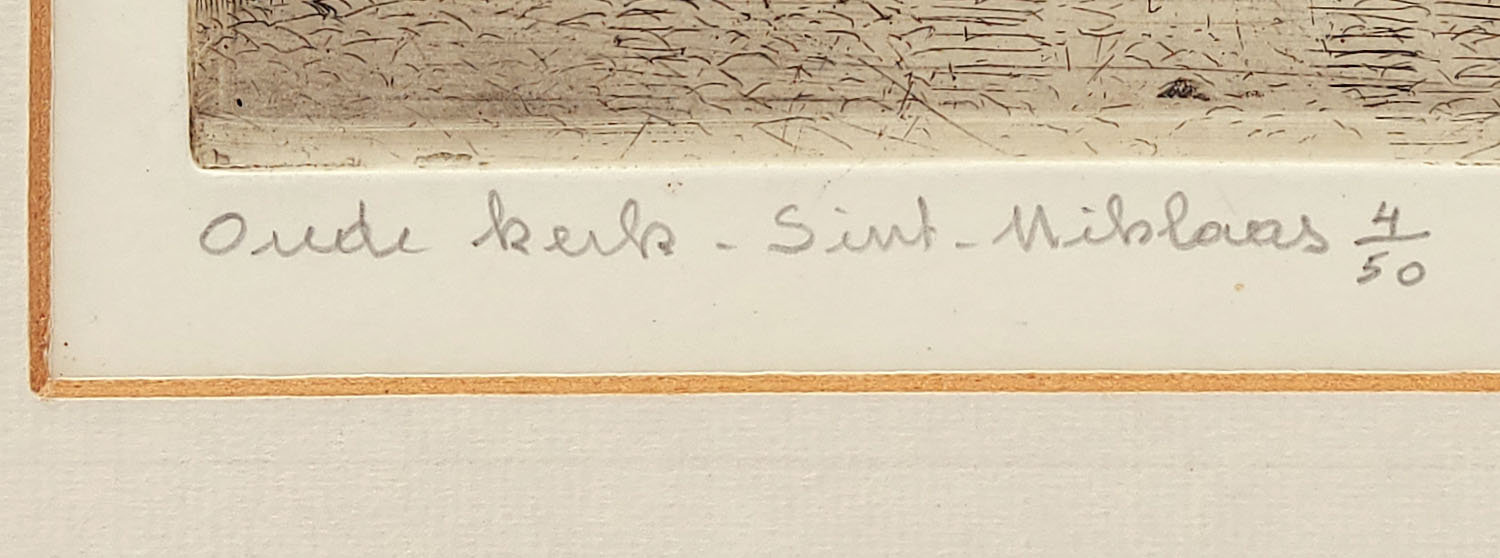 Oude kerk - Sint-Niklaas 4/50